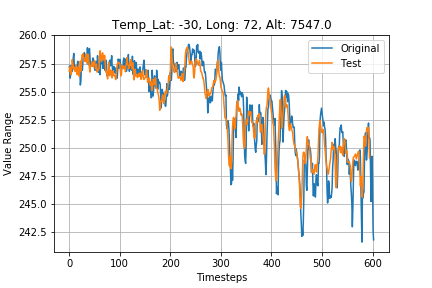 Temp_Lat: -30, Long: 72, Alt: 7547.0
260.0
257.5
255.0
252.5
250.0
247.5
245.0
242.5
Value Range
Original
Test
0 100 200 300 400 500 600
Timesteps